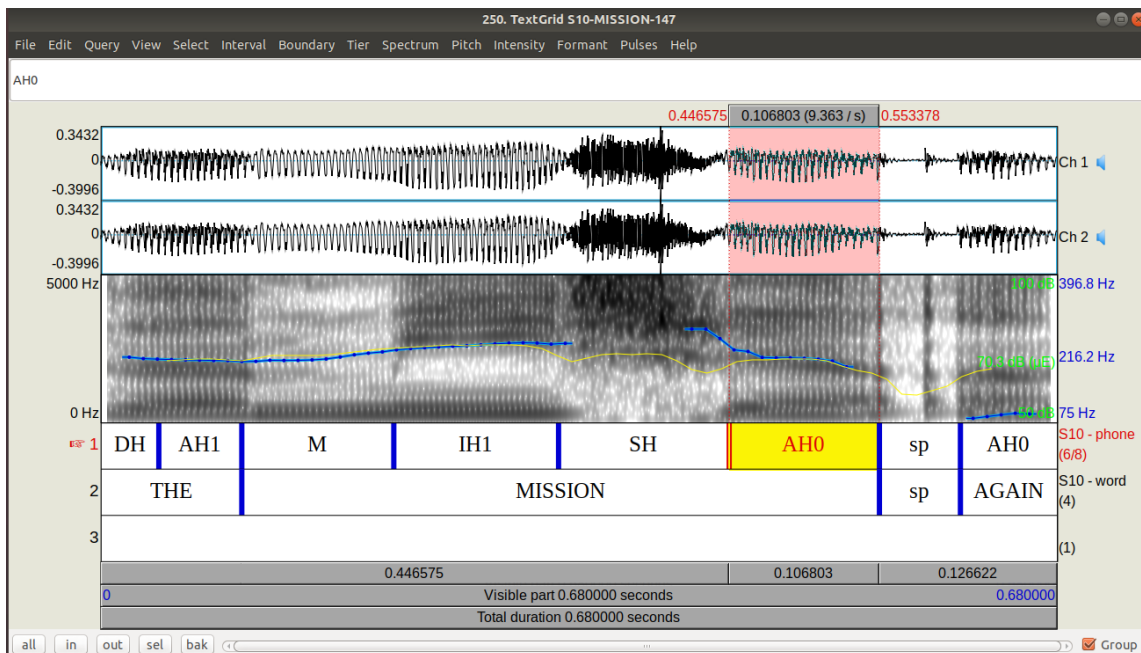 250. TextGrid S10-MISSION-147
File Edit Query View Select Interval Boundary Tier Spectrum Pitch Intensity Formant Pulses Help
AH0
0.446575 0.106803 (9.363 / s) 0.553378
0.3432
0
-0.3996
Ch 1
0.3432
0
-0.3996
Ch 2
5000 Hz 100 dB 396.8 Hz
216.2 Hz
0 Hz 75 Hz
1 DH AH1 M IH1 SH AH0 sp AH0 S10 - phone
(6/8)
2 THE MISSION sp AGAIN S10 - word
(4)
3
(1)
0.446575 0.106803 0.126622
0 Visible part 0.680000 seconds 0.680000
Total duration 0.680000 seconds
all in out sel bak Group